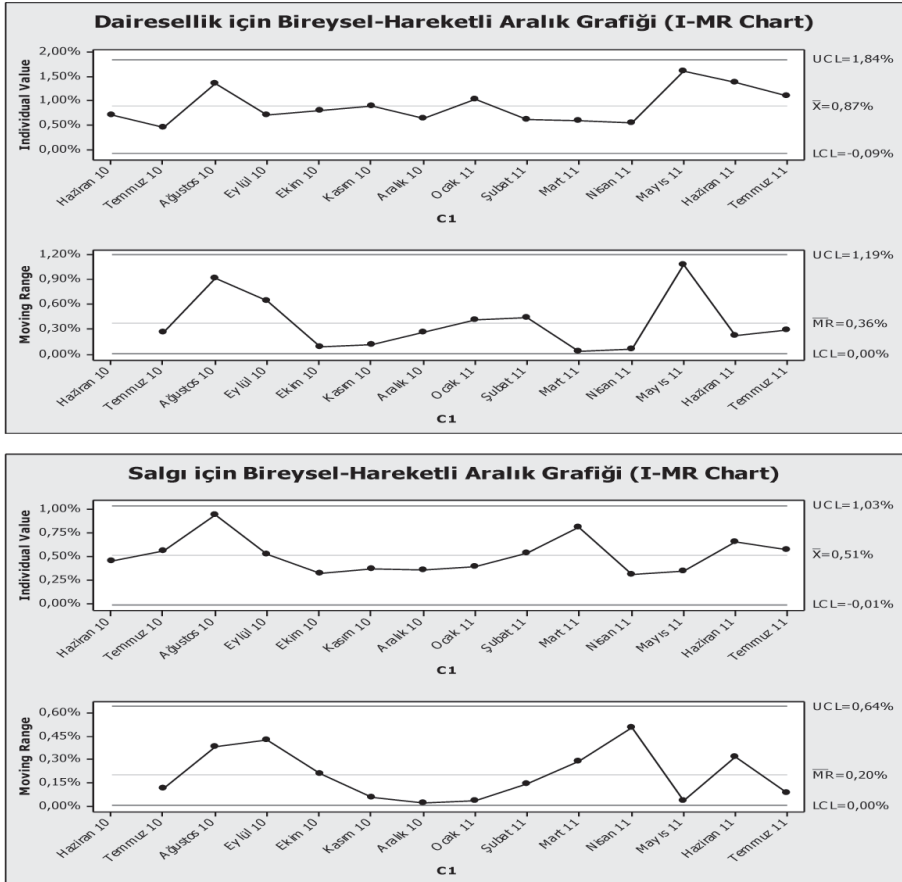 Dairesellik için Bireysel-Hareketli Aralık Grafiği (I-MR Chart)
Individual Value
2,00%
1,50%
1,00%
0,50%
0,00%
UCL=1,84%
X̅=0,87%
LCL=-0,09%
Haziran 10
Temmuz 10
Ağustos 10
Eylül 10
Ekim 10
Kasım 10
Aralık 10
Ocak 11
Şubat 11
Mart 11
Nisan 11
Mayıs 11
Haziran 11
Temmuz 11
C1
Moving Range
1,20%
0,90%
0,60%
0,30%
0,00%
UCL=1,19%
M̅R̅=0,36%
LCL=0,00%
Haziran 10
Temmuz 10
Ağustos 10
Eylül 10
Ekim 10
Kasım 10
Aralık 10
Ocak 11
Şubat 11
Mart 11
Nisan 11
Mayıs 11
Haziran 11
Temmuz 11
C1
Salgı için Bireysel-Hareketli Aralık Grafiği (I-MR Chart)
Individual Value
1,00%
0,75%
0,50%
0,25%
0,00%
UCL=1,03%
X̅=0,51%
LCL=-0,01%
Haziran 10
Temmuz 10
Ağustos 10
Eylül 10
Ekim 10
Kasım 10
Aralık 10
Ocak 11
Şubat 11
Mart 11
Nisan 11
Mayıs 11
Haziran 11
Temmuz 11
C1
Moving Range
0,60%
0,45%
0,30%
0,15%
0,00%
UCL=0,64%
M̅R̅=0,20%
LCL=0,00%
Haziran 10
Temmuz 10
Ağustos 10
Eylül 10
Ekim 10
Kasım 10
Aralık 10
Ocak 11
Şubat 11
Mart 11
Nisan 11
Mayıs 11
Haziran 11
Temmuz 11
C1